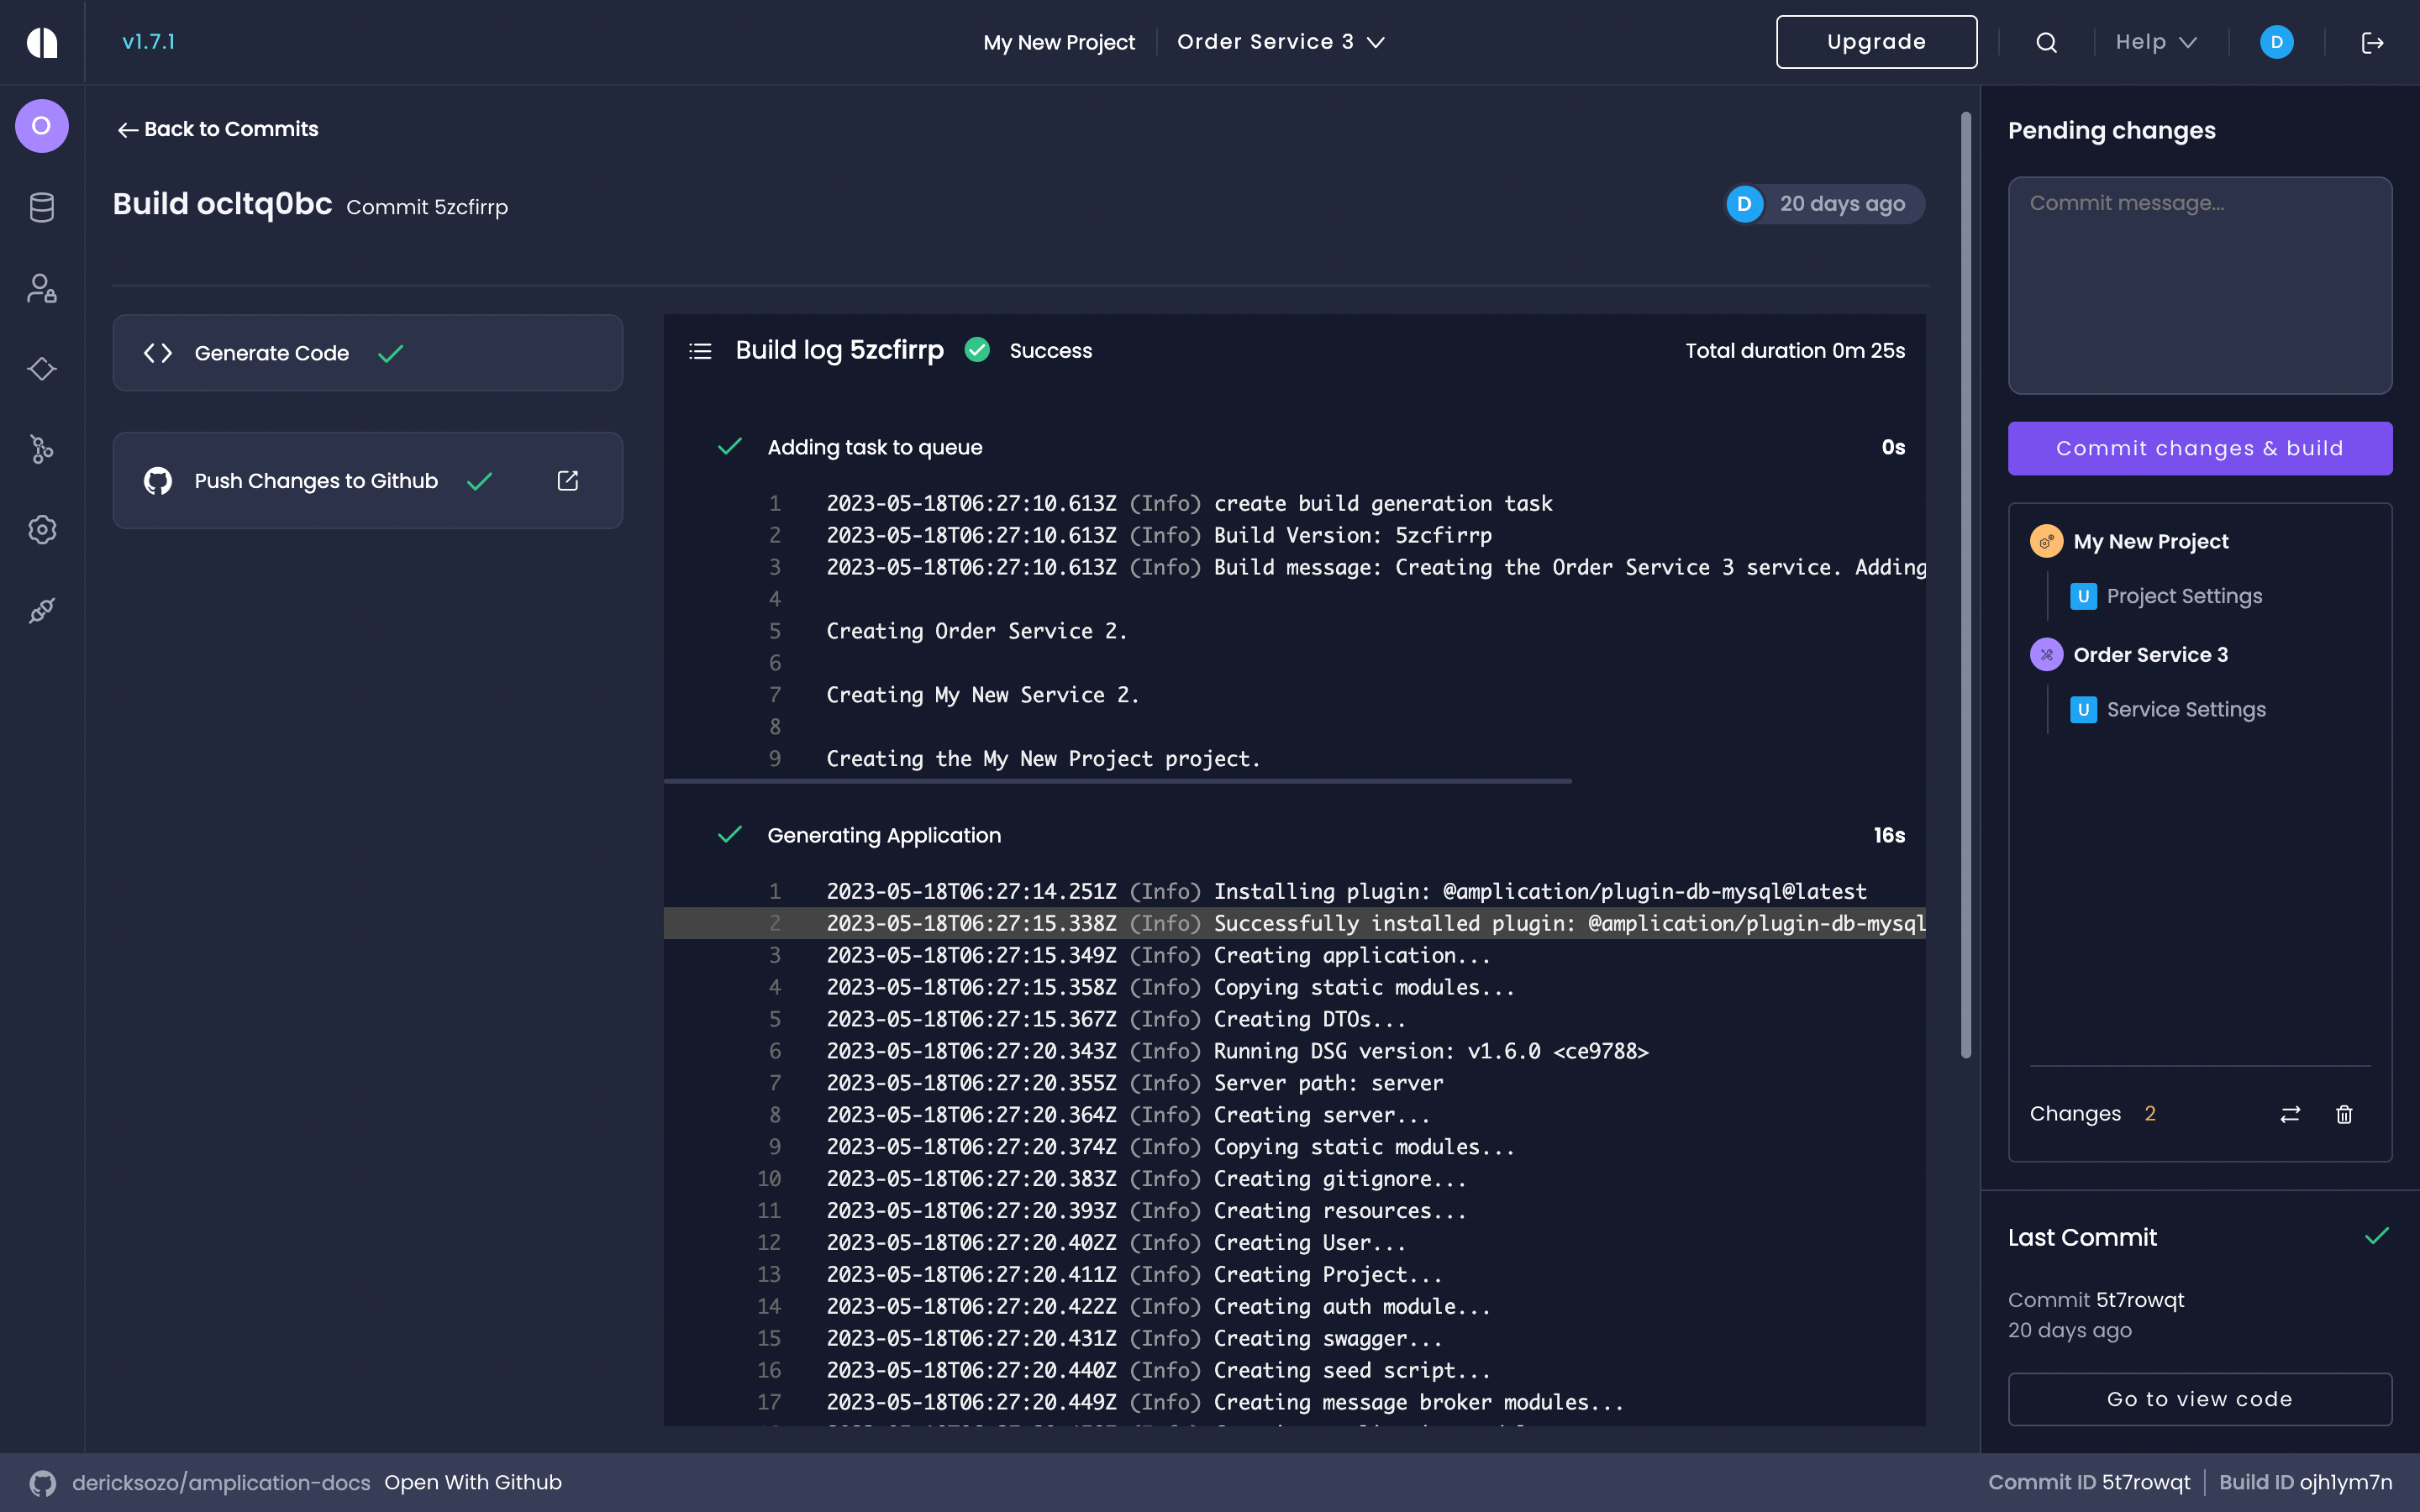 v1.7.1
My New Project
Order Service 3
Upgrade
Help
D
O
Back to Commits
Build ocltq0bc Commit 5zcfirrp
D 20 days ago
Generate Code
Push Changes to Github
Build log 5zcfirrp Success Total duration 0m 25s
Adding task to queue 0s
1 2023-05-18T06:27:10.613Z (Info) create build generation task
2 2023-05-18T06:27:10.613Z (Info) Build Version: 5zcfirrp
3 2023-05-18T06:27:10.613Z (Info) Build message: Creating the Order Service 3 service. Adding
4
5 Creating Order Service 2.
6
7 Creating My New Service 2.
8
9 Creating the My New Project project.
Generating Application 16s
1 2023-05-18T06:27:14.251Z (Info) Installing plugin: @amplication/plugin-db-mysql@latest
2 2023-05-18T06:27:15.338Z (Info) Successfully installed plugin: @amplication/plugin-db-mysql
3 2023-05-18T06:27:15.349Z (Info) Creating application...
4 2023-05-18T06:27:15.358Z (Info) Copying static modules...
5 2023-05-18T06:27:15.367Z (Info) Creating DTOs...
6 2023-05-18T06:27:20.343Z (Info) Running DSG version: v1.6.0 <ce9788>
7 2023-05-18T06:27:20.355Z (Info) Server path: server
8 2023-05-18T06:27:20.364Z (Info) Creating server...
9 2023-05-18T06:27:20.374Z (Info) Copying static modules...
10 2023-05-18T06:27:20.383Z (Info) Creating gitignore...
11 2023-05-18T06:27:20.393Z (Info) Creating resources...
12 2023-05-18T06:27:20.402Z (Info) Creating User...
13 2023-05-18T06:27:20.411Z (Info) Creating Project...
14 2023-05-18T06:27:20.422Z (Info) Creating auth module...
15 2023-05-18T06:27:20.431Z (Info) Creating swagger...
16 2023-05-18T06:27:20.440Z (Info) Creating seed script...
17 2023-05-18T06:27:20.449Z (Info) Creating message broker modules...
Pending changes
Commit message...
Commit changes & build
My New Project
U Project Settings
Order Service 3
U Service Settings
Changes 2
Last Commit
Commit 5t7rowqt
20 days ago
Go to view code
dericksozo/amplication-docs Open With Github
Commit ID 5t7rowqt Build ID ojh1ym7n